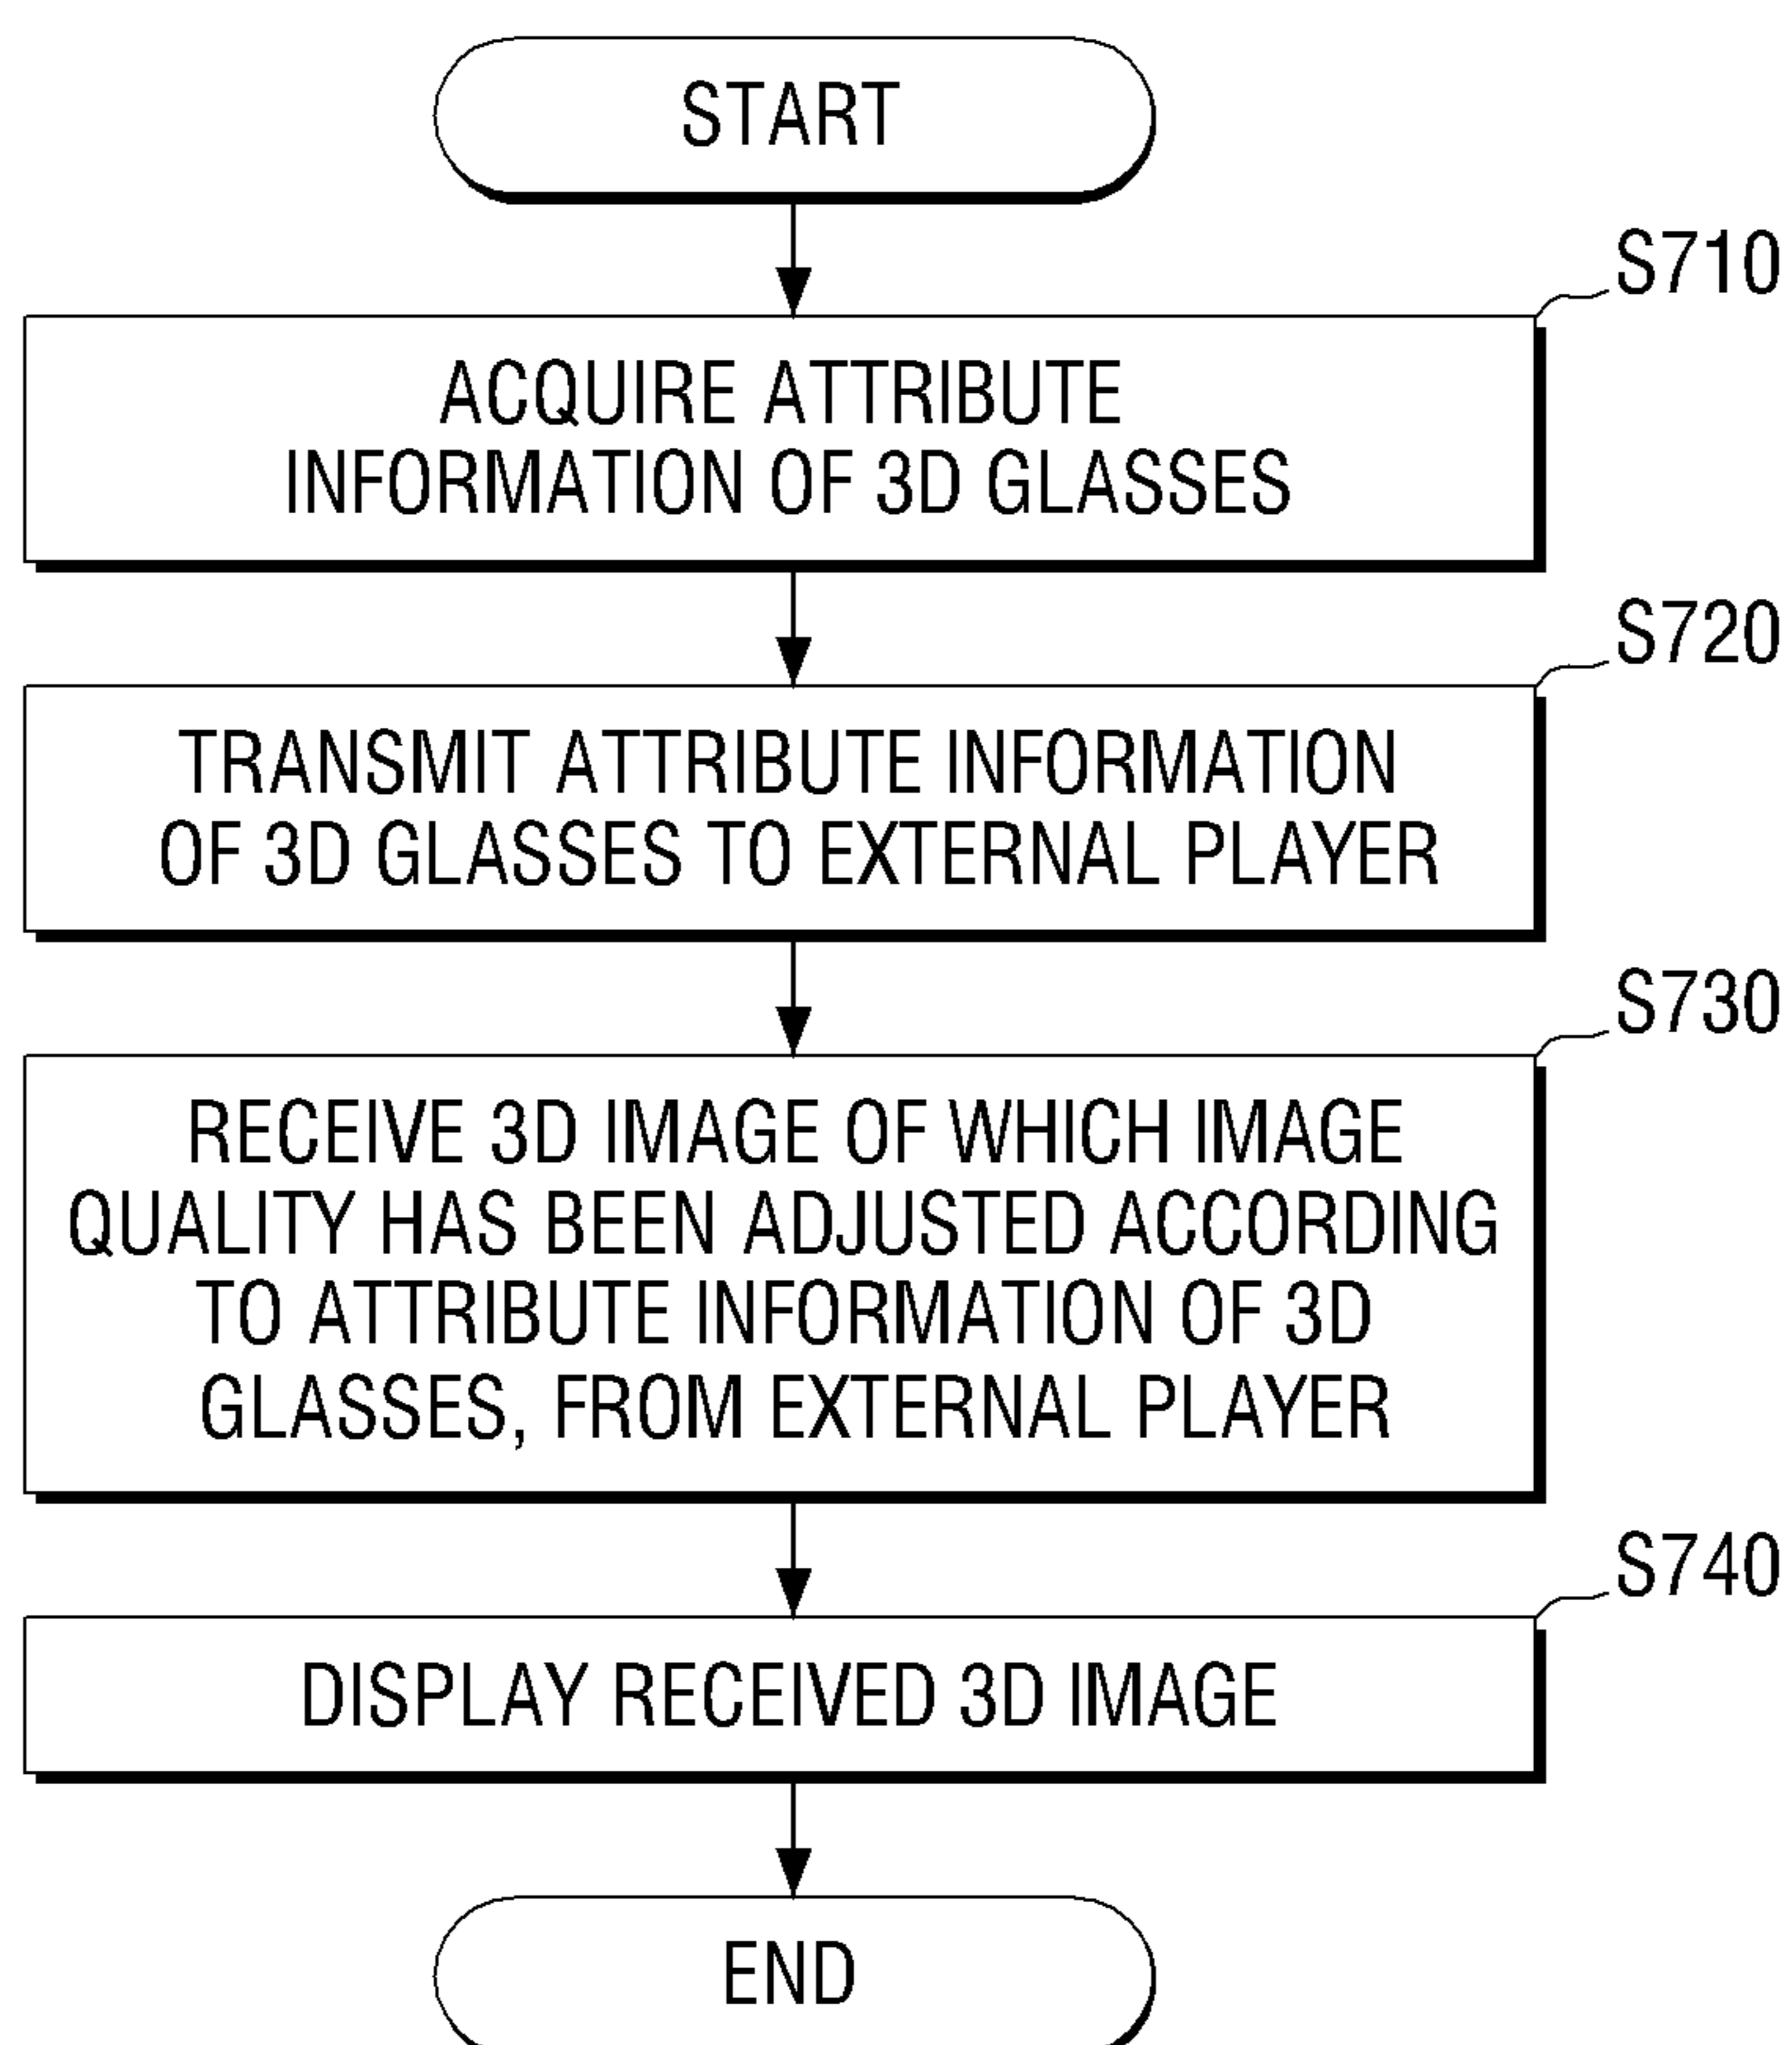 START
S710
ACQUIRE ATTRIBUTE
INFORMATION OF 3D GLASSES
S720
TRANSMIT ATTRIBUTE INFORMATION
OF 3D GLASSES TO EXTERNAL PLAYER
S730
RECEIVE 3D IMAGE OF WHICH IMAGE
QUALITY HAS BEEN ADJUSTED ACCORDING
TO ATTRIBUTE INFORMATION OF 3D
GLASSES, FROM EXTERNAL PLAYER
S740
DISPLAY RECEIVED 3D IMAGE
END